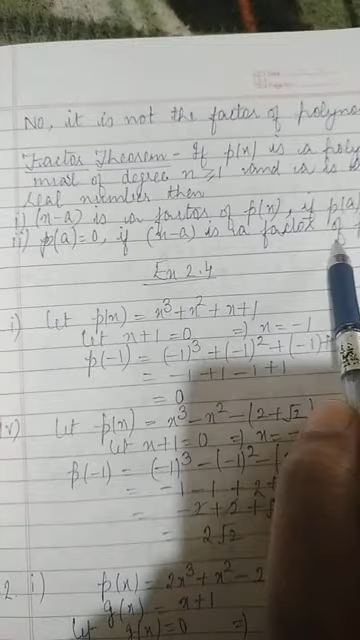 No, it is not the factor of
Factor Theorem - If p(x) is a
mial of degree n ≥ 1 and a is
real number then
i) (x-a) is a factor of p(x), if p(a)
ii) p(a) = 0, if (x-a) is a factor of
Ex 2.4
i) Let p(x) = x³ + x² + x + 1
Let x + 1 = 0 ⇒ x = -1
p(-1) = (-1)³ + (-1)² + (-1) +
= -1 + 1 - 1 + 1
= 0
Let p(x) = x³ - x² - (2+√2)
Let x + 1 = 0 ⇒ x = -
p(-1) = (-1)³ - (-1)² -
= -1 - 1 + 2 +
= -2 + 2 +
= 2√2
2. i) p(x) = 2x³ + x² - 2
g(x) = x + 1
Let g(x) = 0 ⇒